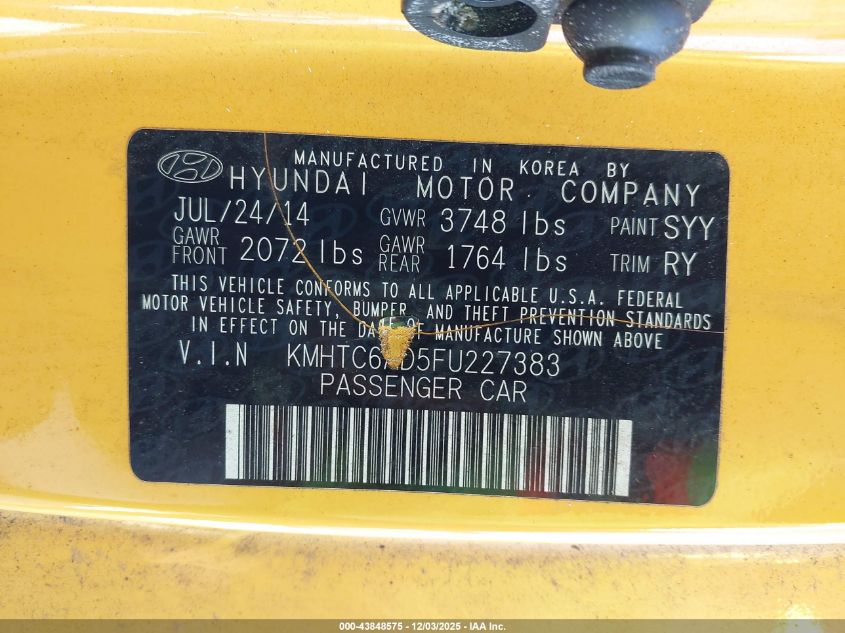 MANUFACTURED IN KOREA BY
HYUNDAI MOTOR COMPANY
JUL/24/14 GVWR 3748 lbs PAINT SYY
GAWR FRONT 2072 lbs GAWR REAR 1764 lbs TRIM RY
THIS VEHICLE CONFORMS TO ALL APPLICABLE U.S.A. FEDERAL
MOTOR VEHICLE SAFETY, BUMPER, AND THEFT PREVENTION STANDARDS
IN EFFECT ON THE DATE OF MANUFACTURE SHOWN ABOVE
V.I.N
PASSENGER CAR
000-43848575 - 12/03/2025 - IAA Inc.